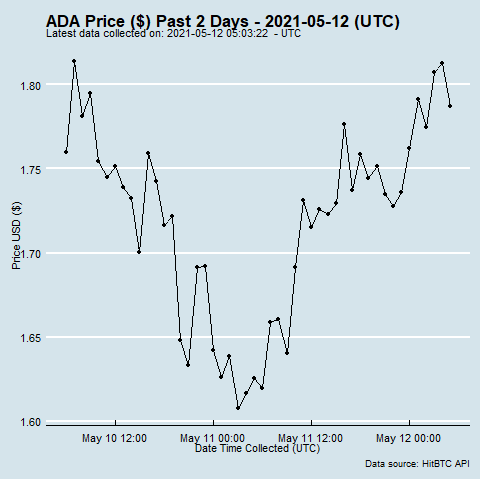 ADA Price ($) Past 2 Days - 2021-05-12 (UTC)
Latest data collected on: 2021-05-12 05:03:22  - UTC
1.80
1.75
1.70
1.65
1.60
Price USD ($)
May 10 12:00
May 11 00:00
May 11 12:00
May 12 00:00
Date Time Collected (UTC)
Data source: HitBTC API